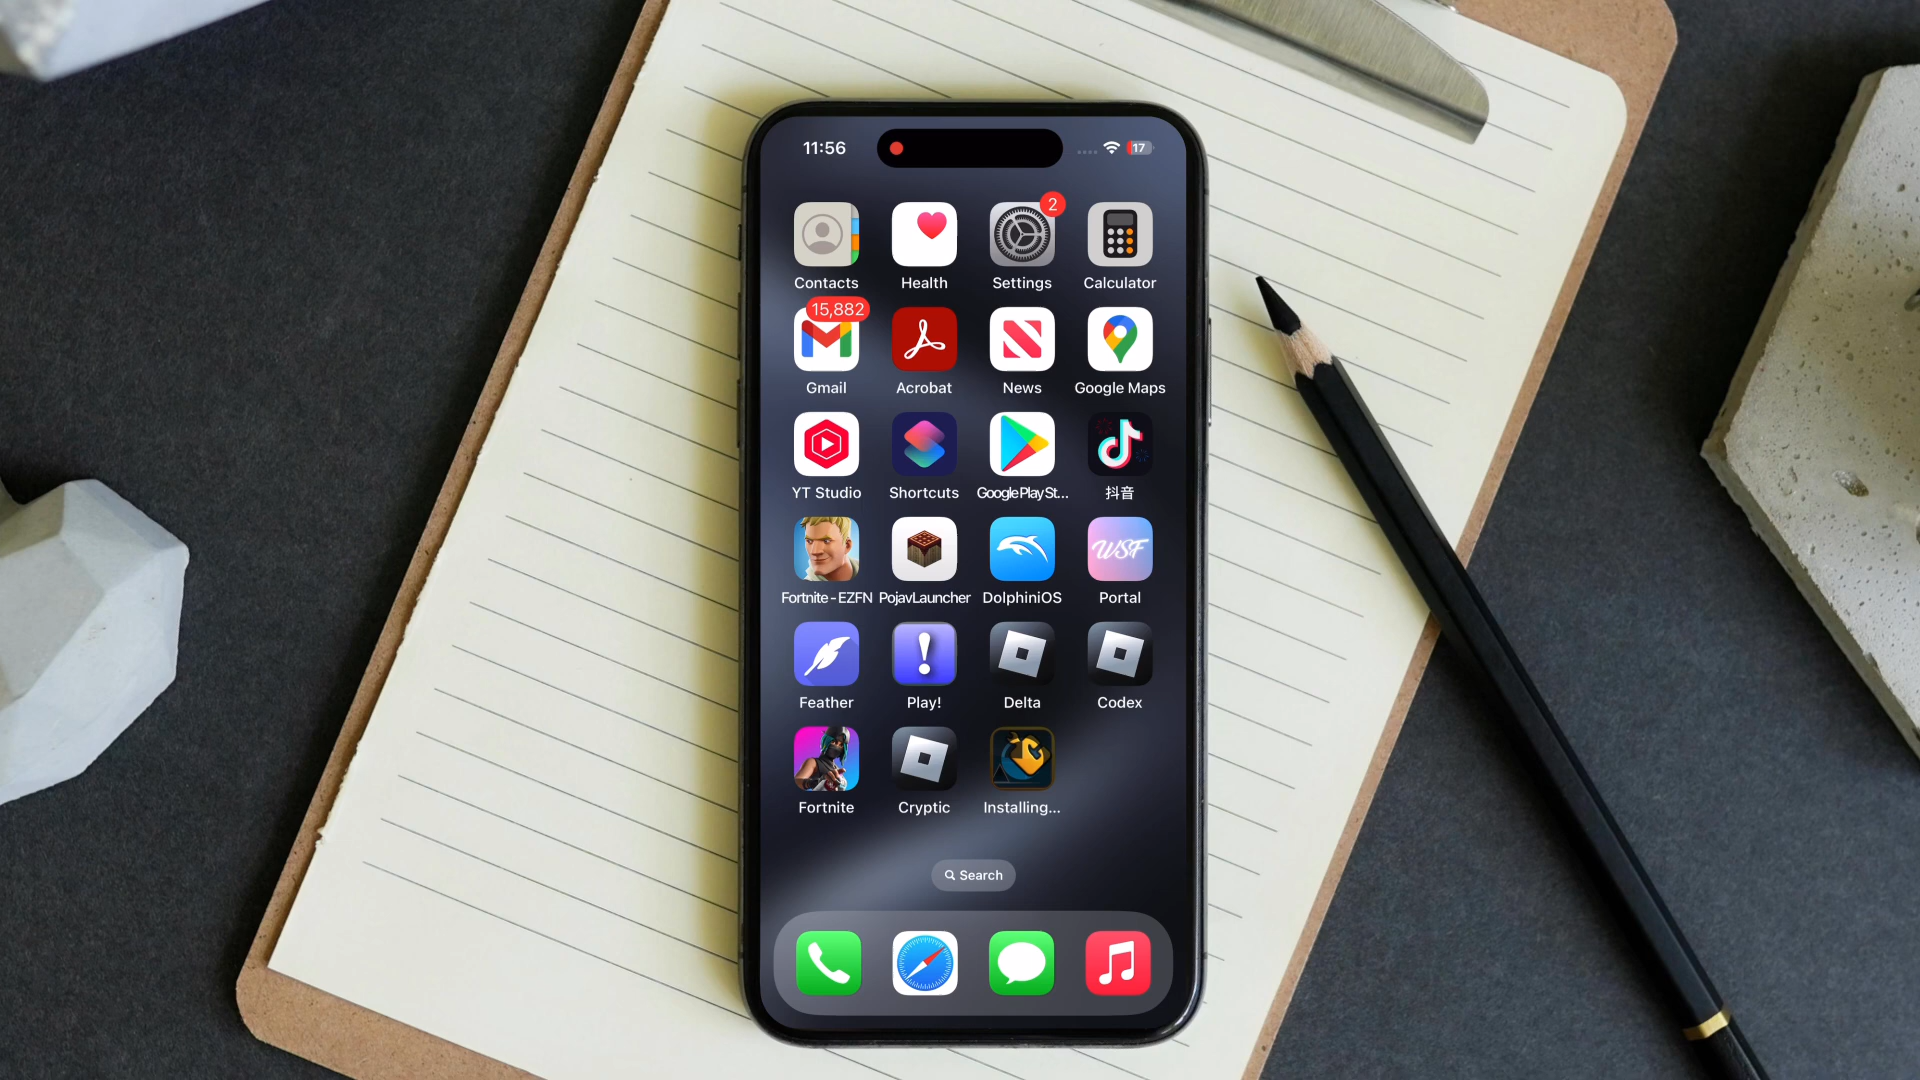 11:56
17
2
Contacts
Health
Settings
Calculator
15,882
Gmail
Acrobat
News
Google Maps
YT Studio
Shortcuts
Google Play St...
抖音
WSF
Fortnite - EZFN
PojavLauncher
DolphiniOS
Portal
Feather
Play!
Delta
Codex
Fortnite
Cryptic
Installing...
Search